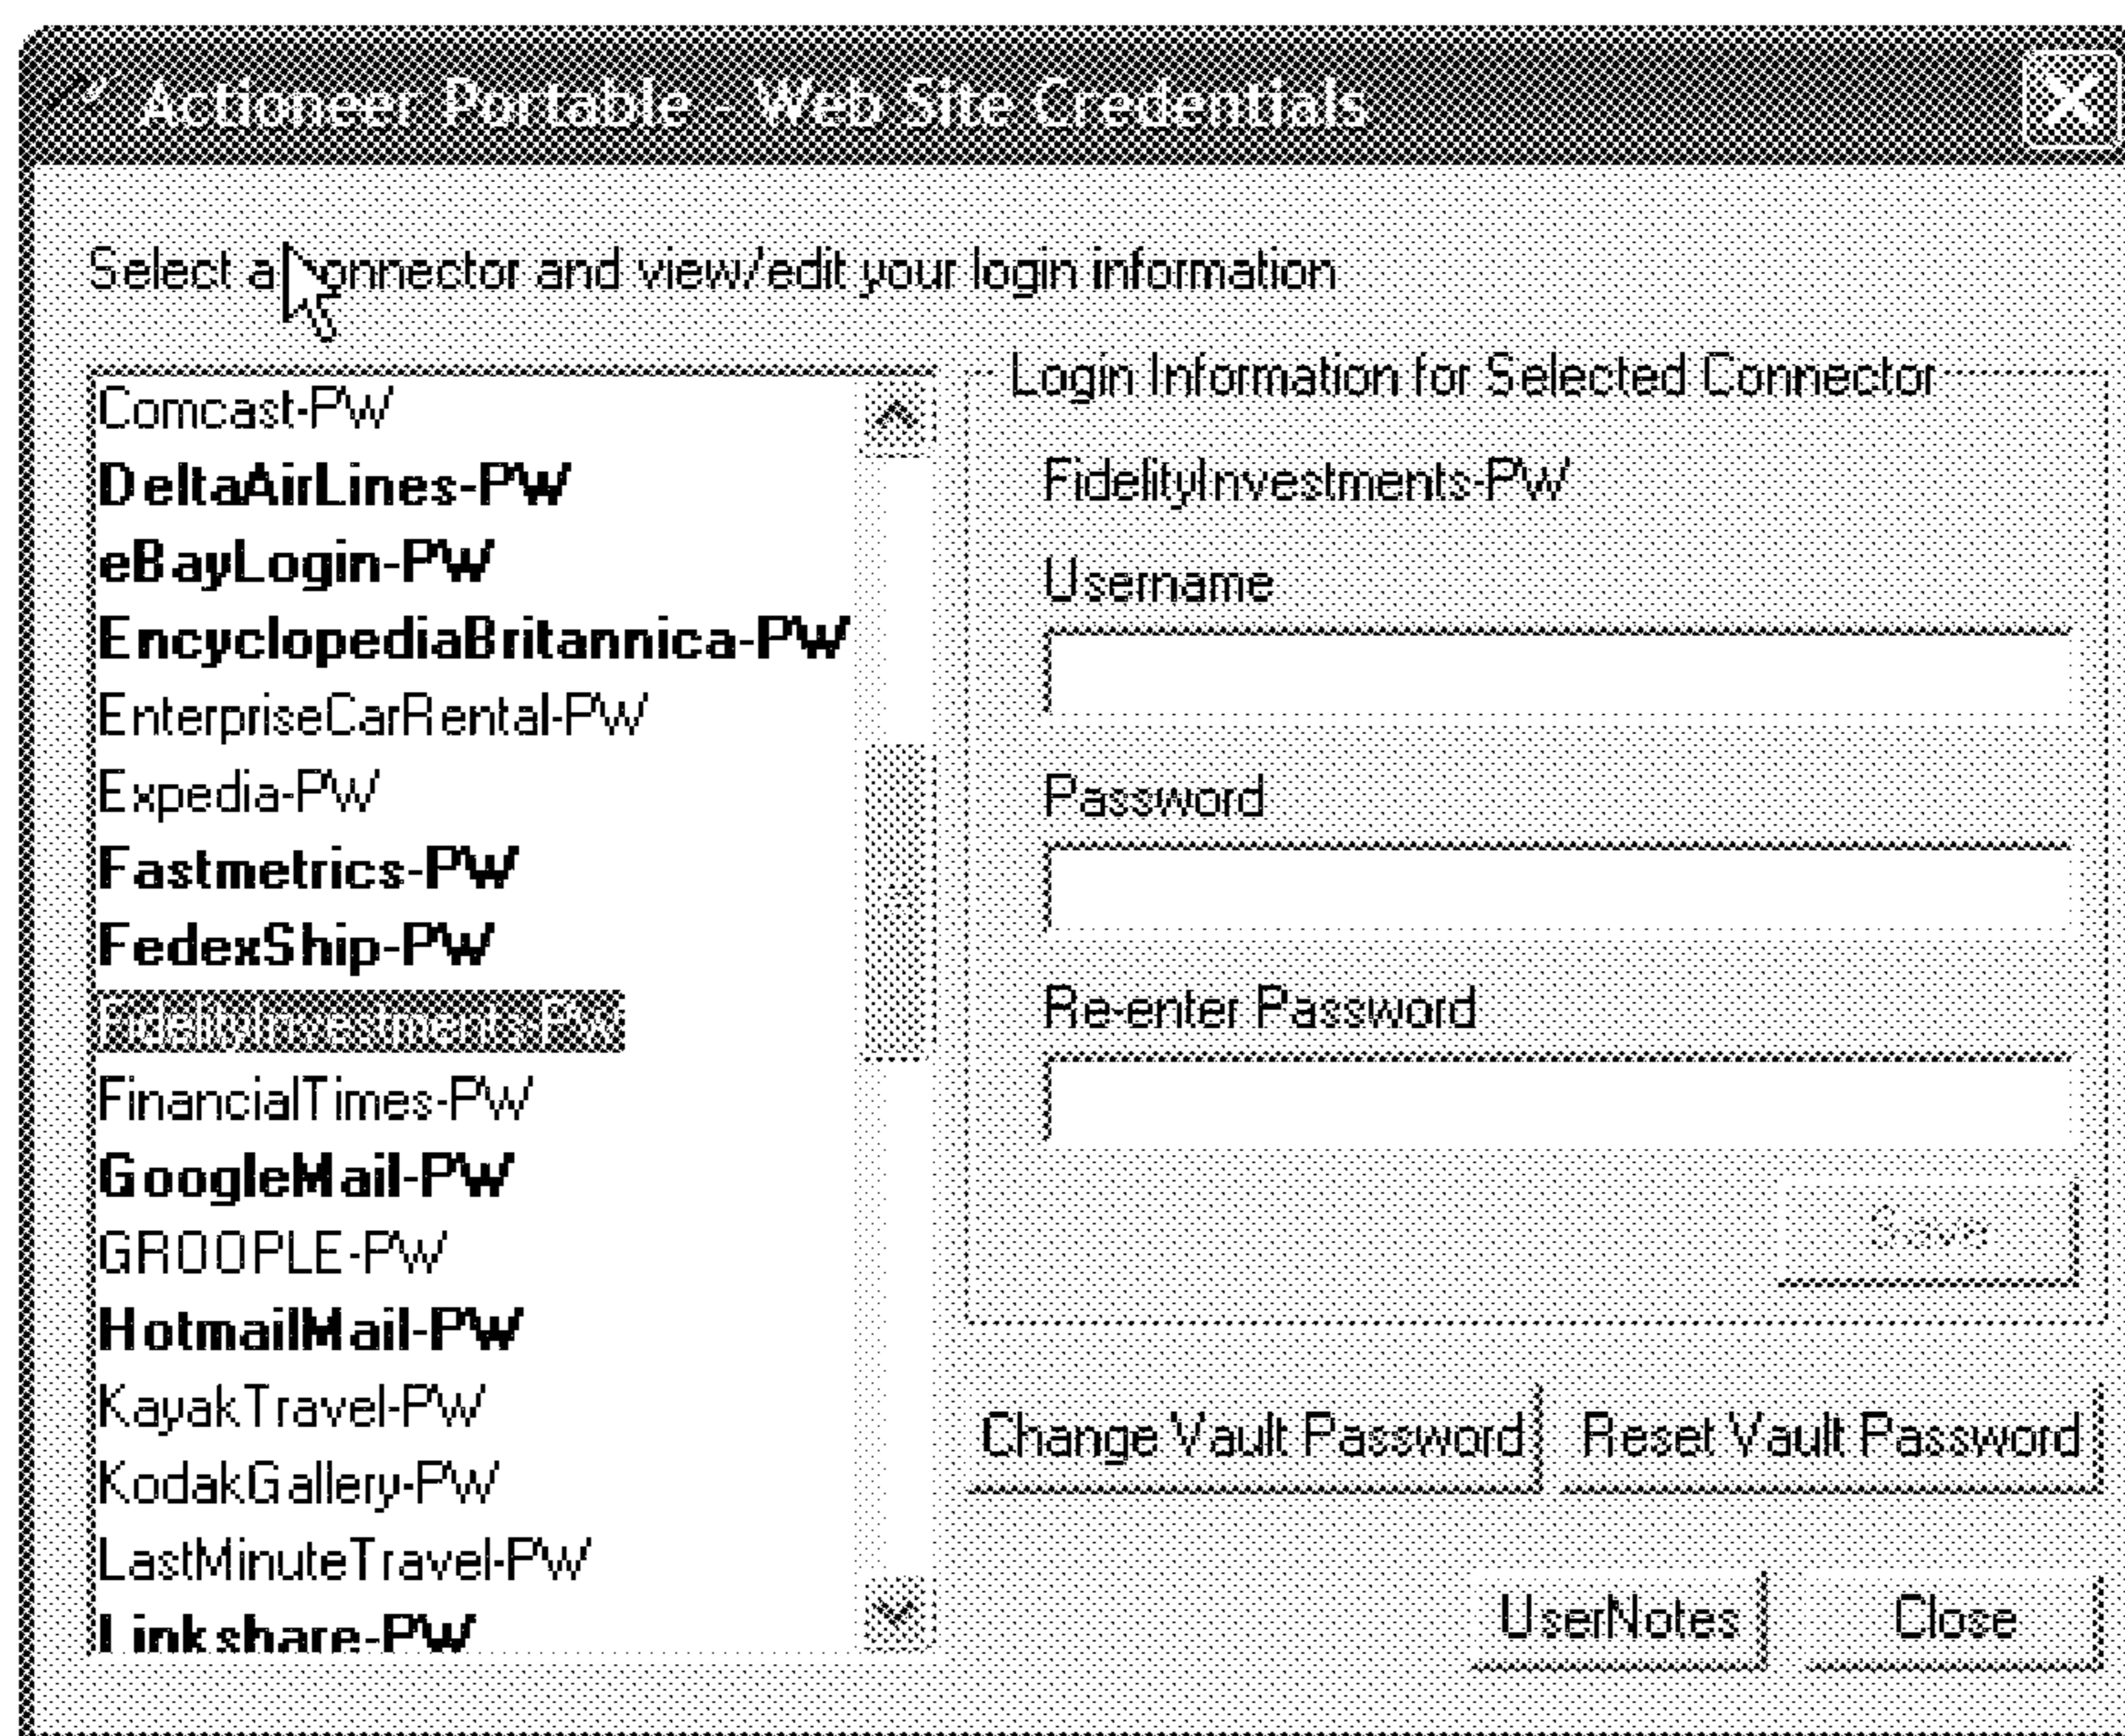 Actioneer Portable - Web Site Credentials
Select a connector and view/edit your login information
Comcast-PW
DeltaAirLines-PW
eBayLogin-PW
EncyclopediaBritannica-PW
EnterpriseCarRental-PW
Expedia-PW
Fastmetrics-PW
FedexShip-PW
FidelityInvestments-PW
FinancialTimes-PW
GoogleMail-PW
GROOPLE-PW
HotmailMail-PW
KayakTravel-PW
KodakGallery-PW
LastMinuteTravel-PW
Linkshare-PW
Login Information for Selected Connector
FidelityInvestments-PW
Username
Password
Re-enter Password
Save
Change Vault Password
Reset Vault Password
UserNotes
Close